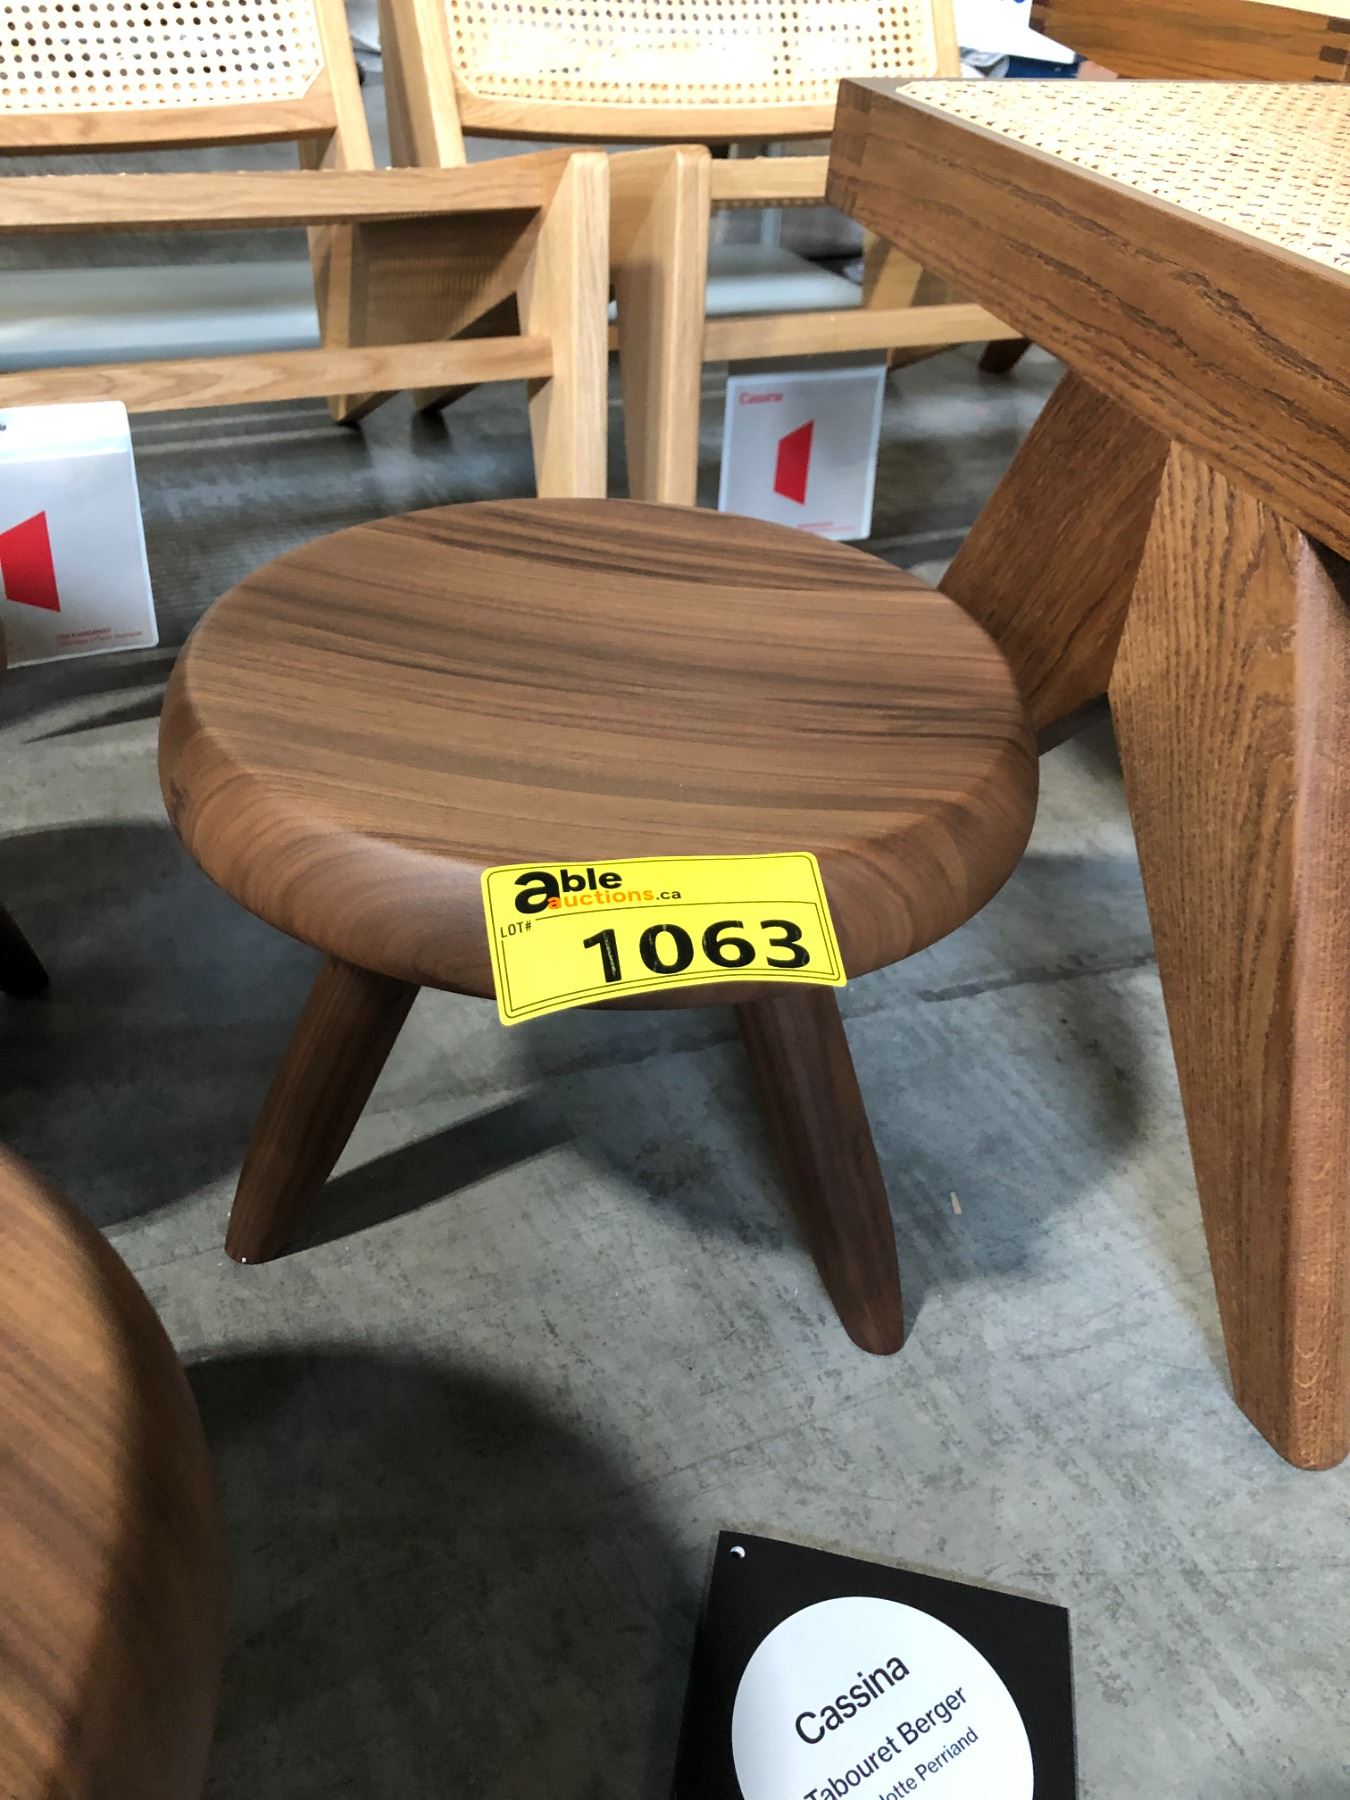 Cassina
able
auctions.ca
LOT#
1063
Cassina
Tabouret Berger
lotte Perriand